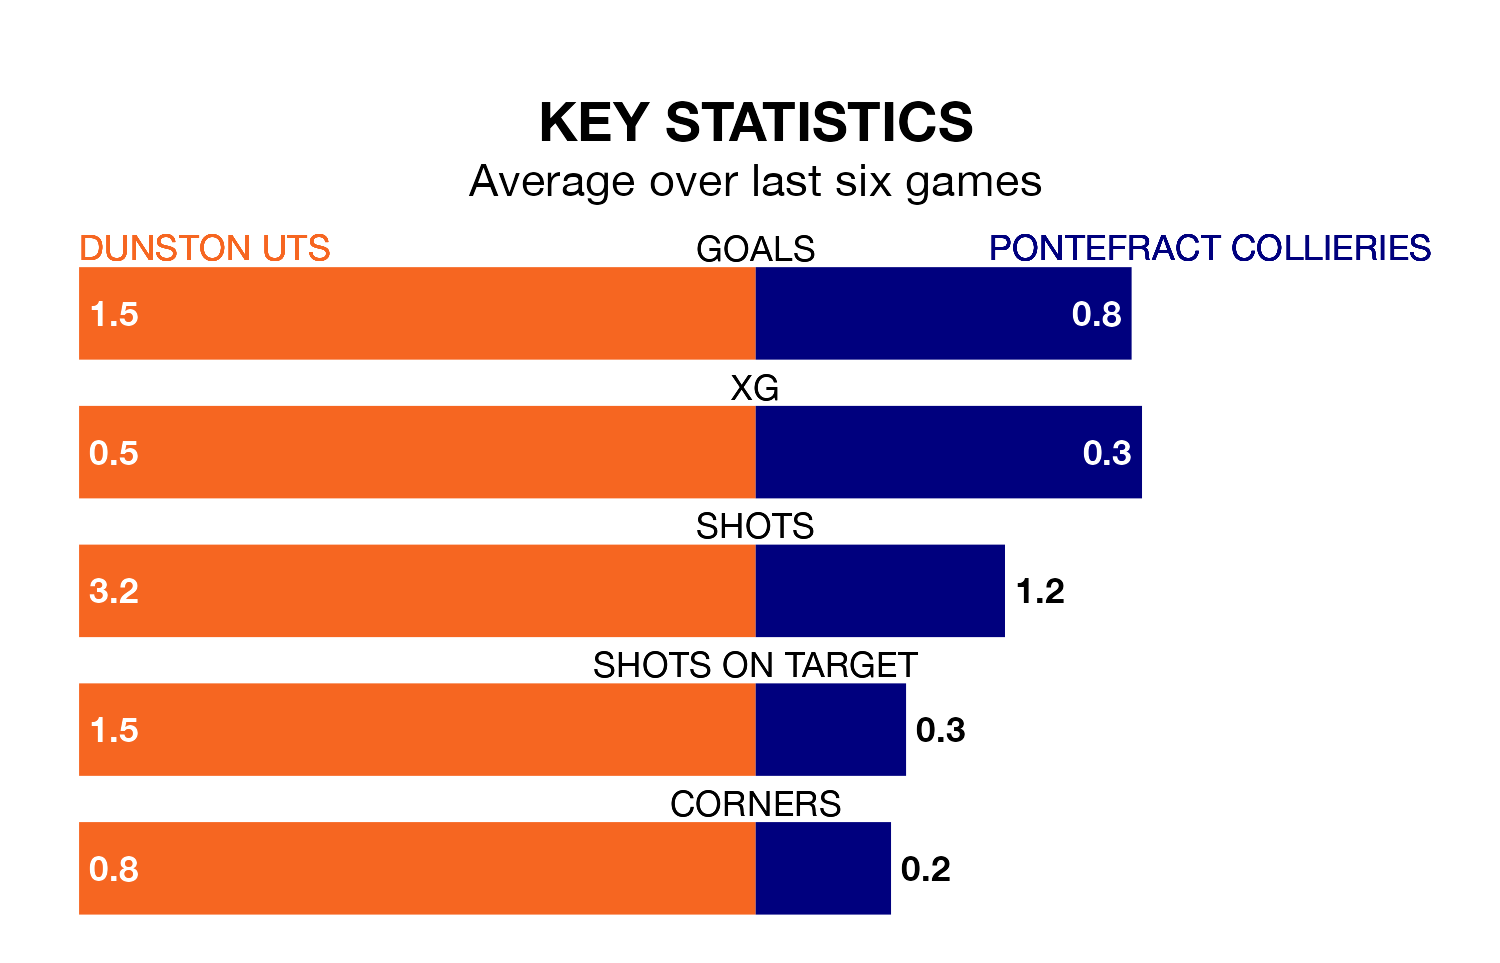 KEY STATISTICS
Average over last six games
DUNSTON UTS GOALS PONTEFRACT COLLIERIES
1.5 0.8
XG
0.5 0.3
SHOTS
3.2 1.2
SHOTS ON TARGET
1.5 0.3
CORNERS
0.8 0.2